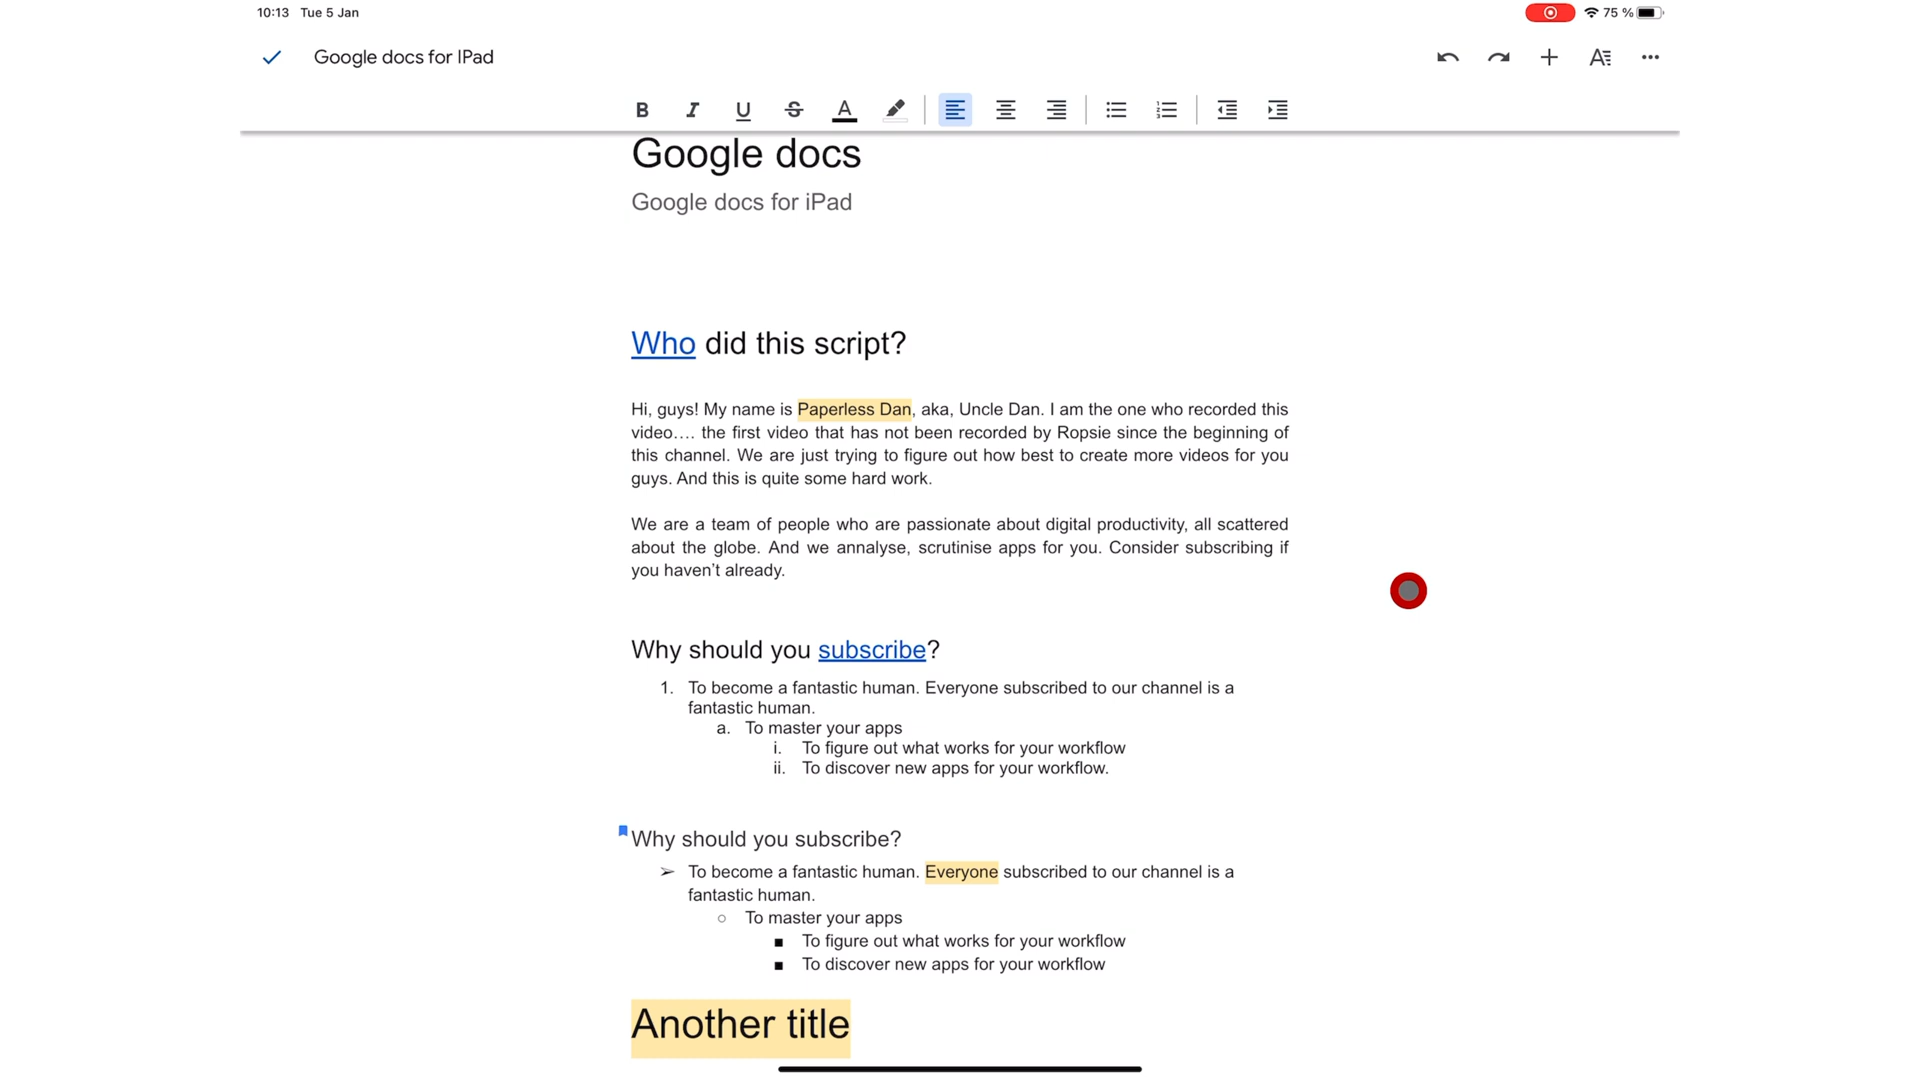 10:13 Tue 5 Jan
75 %
Google docs for IPad
B I U S A
Google docs
Google docs for iPad
Who did this script?
Hi, guys! My name is Paperless Dan, aka, Uncle Dan. I am the one who recorded this
video…. the first video that has not been recorded by Ropsie since the beginning of
this channel. We are just trying to figure out how best to create more videos for you
guys. And this is quite some hard work.
We are a team of people who are passionate about digital productivity, all scattered
about the globe. And we annalyse, scrutinise apps for you. Consider subscribing if
you haven’t already.
Why should you subscribe?
1. To become a fantastic human. Everyone subscribed to our channel is a
fantastic human.
a. To master your apps
i. To figure out what works for your workflow
ii. To discover new apps for your workflow.
Why should you subscribe?
➢ To become a fantastic human. Everyone subscribed to our channel is a
fantastic human.
○ To master your apps
■ To figure out what works for your workflow
■ To discover new apps for your workflow
Another title